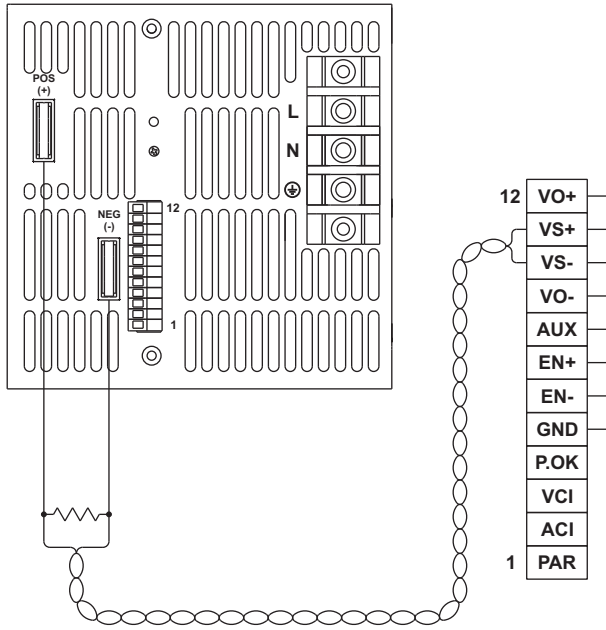 POS
(+)
L
N
NEG
(-)
12
1
12 VO+
VS+
VS-
VO-
AUX
EN+
EN-
GND
P.OK
VCI
ACI
1 PAR